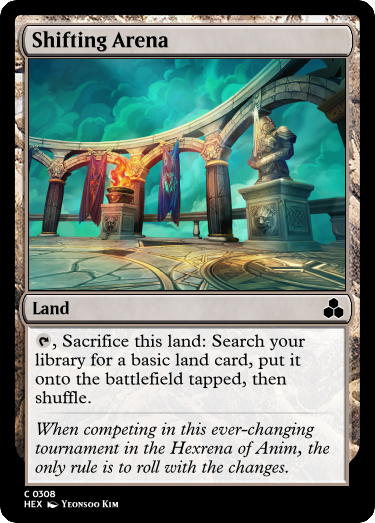 Shifting Arena
Land
, Sacrifice this land: Search your
library for a basic land card, put it
onto the battlefield tapped, then
shuffle.
When competing in this ever-changing
tournament in the Hexrena of Anim, the
only rule is to roll with the changes.
C 0308
HEX Yeonsoo Kim